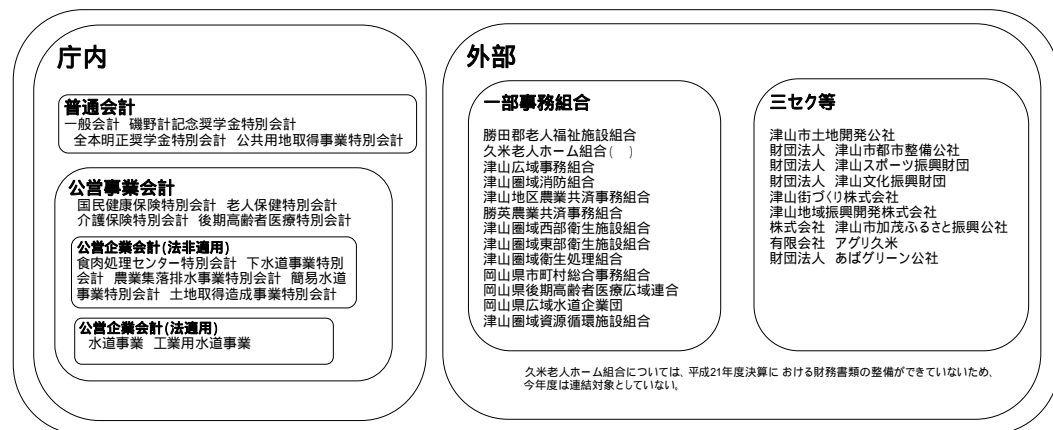 庁内
普通会計
一般会計 磯野計記念奨学金特別会計
全本明正奨学金特別会計 公共用地取得事業特別会計
公営事業会計
国民健康保険特別会計 老人保健特別会計
介護保険特別会計 後期高齢者医療特別会計
公営企業会計(法非適用)
食肉処理センター特別会計 下水道事業特別
会計 農業集落排水事業特別会計 簡易水道
事業特別会計 土地取得造成事業特別会計
公営企業会計(法適用)
水道事業 工業用水道事業
外部
一部事務組合
勝田郡老人福祉施設組合
久米老人ホーム組合( )
津山広域事務組合
津山圏域消防組合
津山地区農業共済事務組合
勝英農業共済事務組合
津山圏域西部衛生施設組合
津山圏域東部衛生施設組合
津山圏域衛生処理組合
岡山県市町村総合事務組合
岡山県後期高齢者医療広域連合
岡山県広域水道企業団
津山圏域資源循環施設組合
三セク等
津山市土地開発公社
財団法人 津山市都市整備公社
財団法人 津山スポーツ振興財団
財団法人 津山文化振興財団
津山街づくり株式会社
津山地域振興開発株式会社
株式会社 津山市加茂ふるさと振興公社
有限会社 アグリ久米
財団法人 あばグリーン公社
久米老人ホーム組合については、平成21年度決算に おける財務書類の整備ができていないため、
今年度は連結対象としていない。